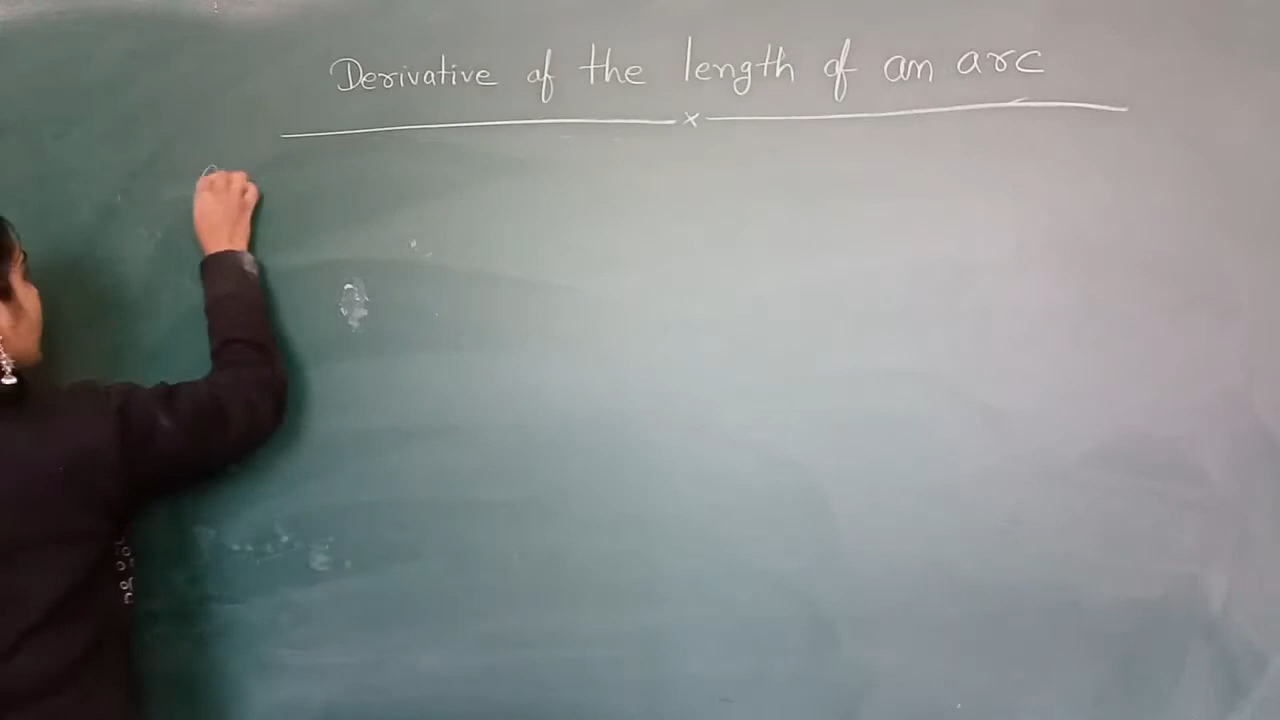 Derivative of the length of an arc
x